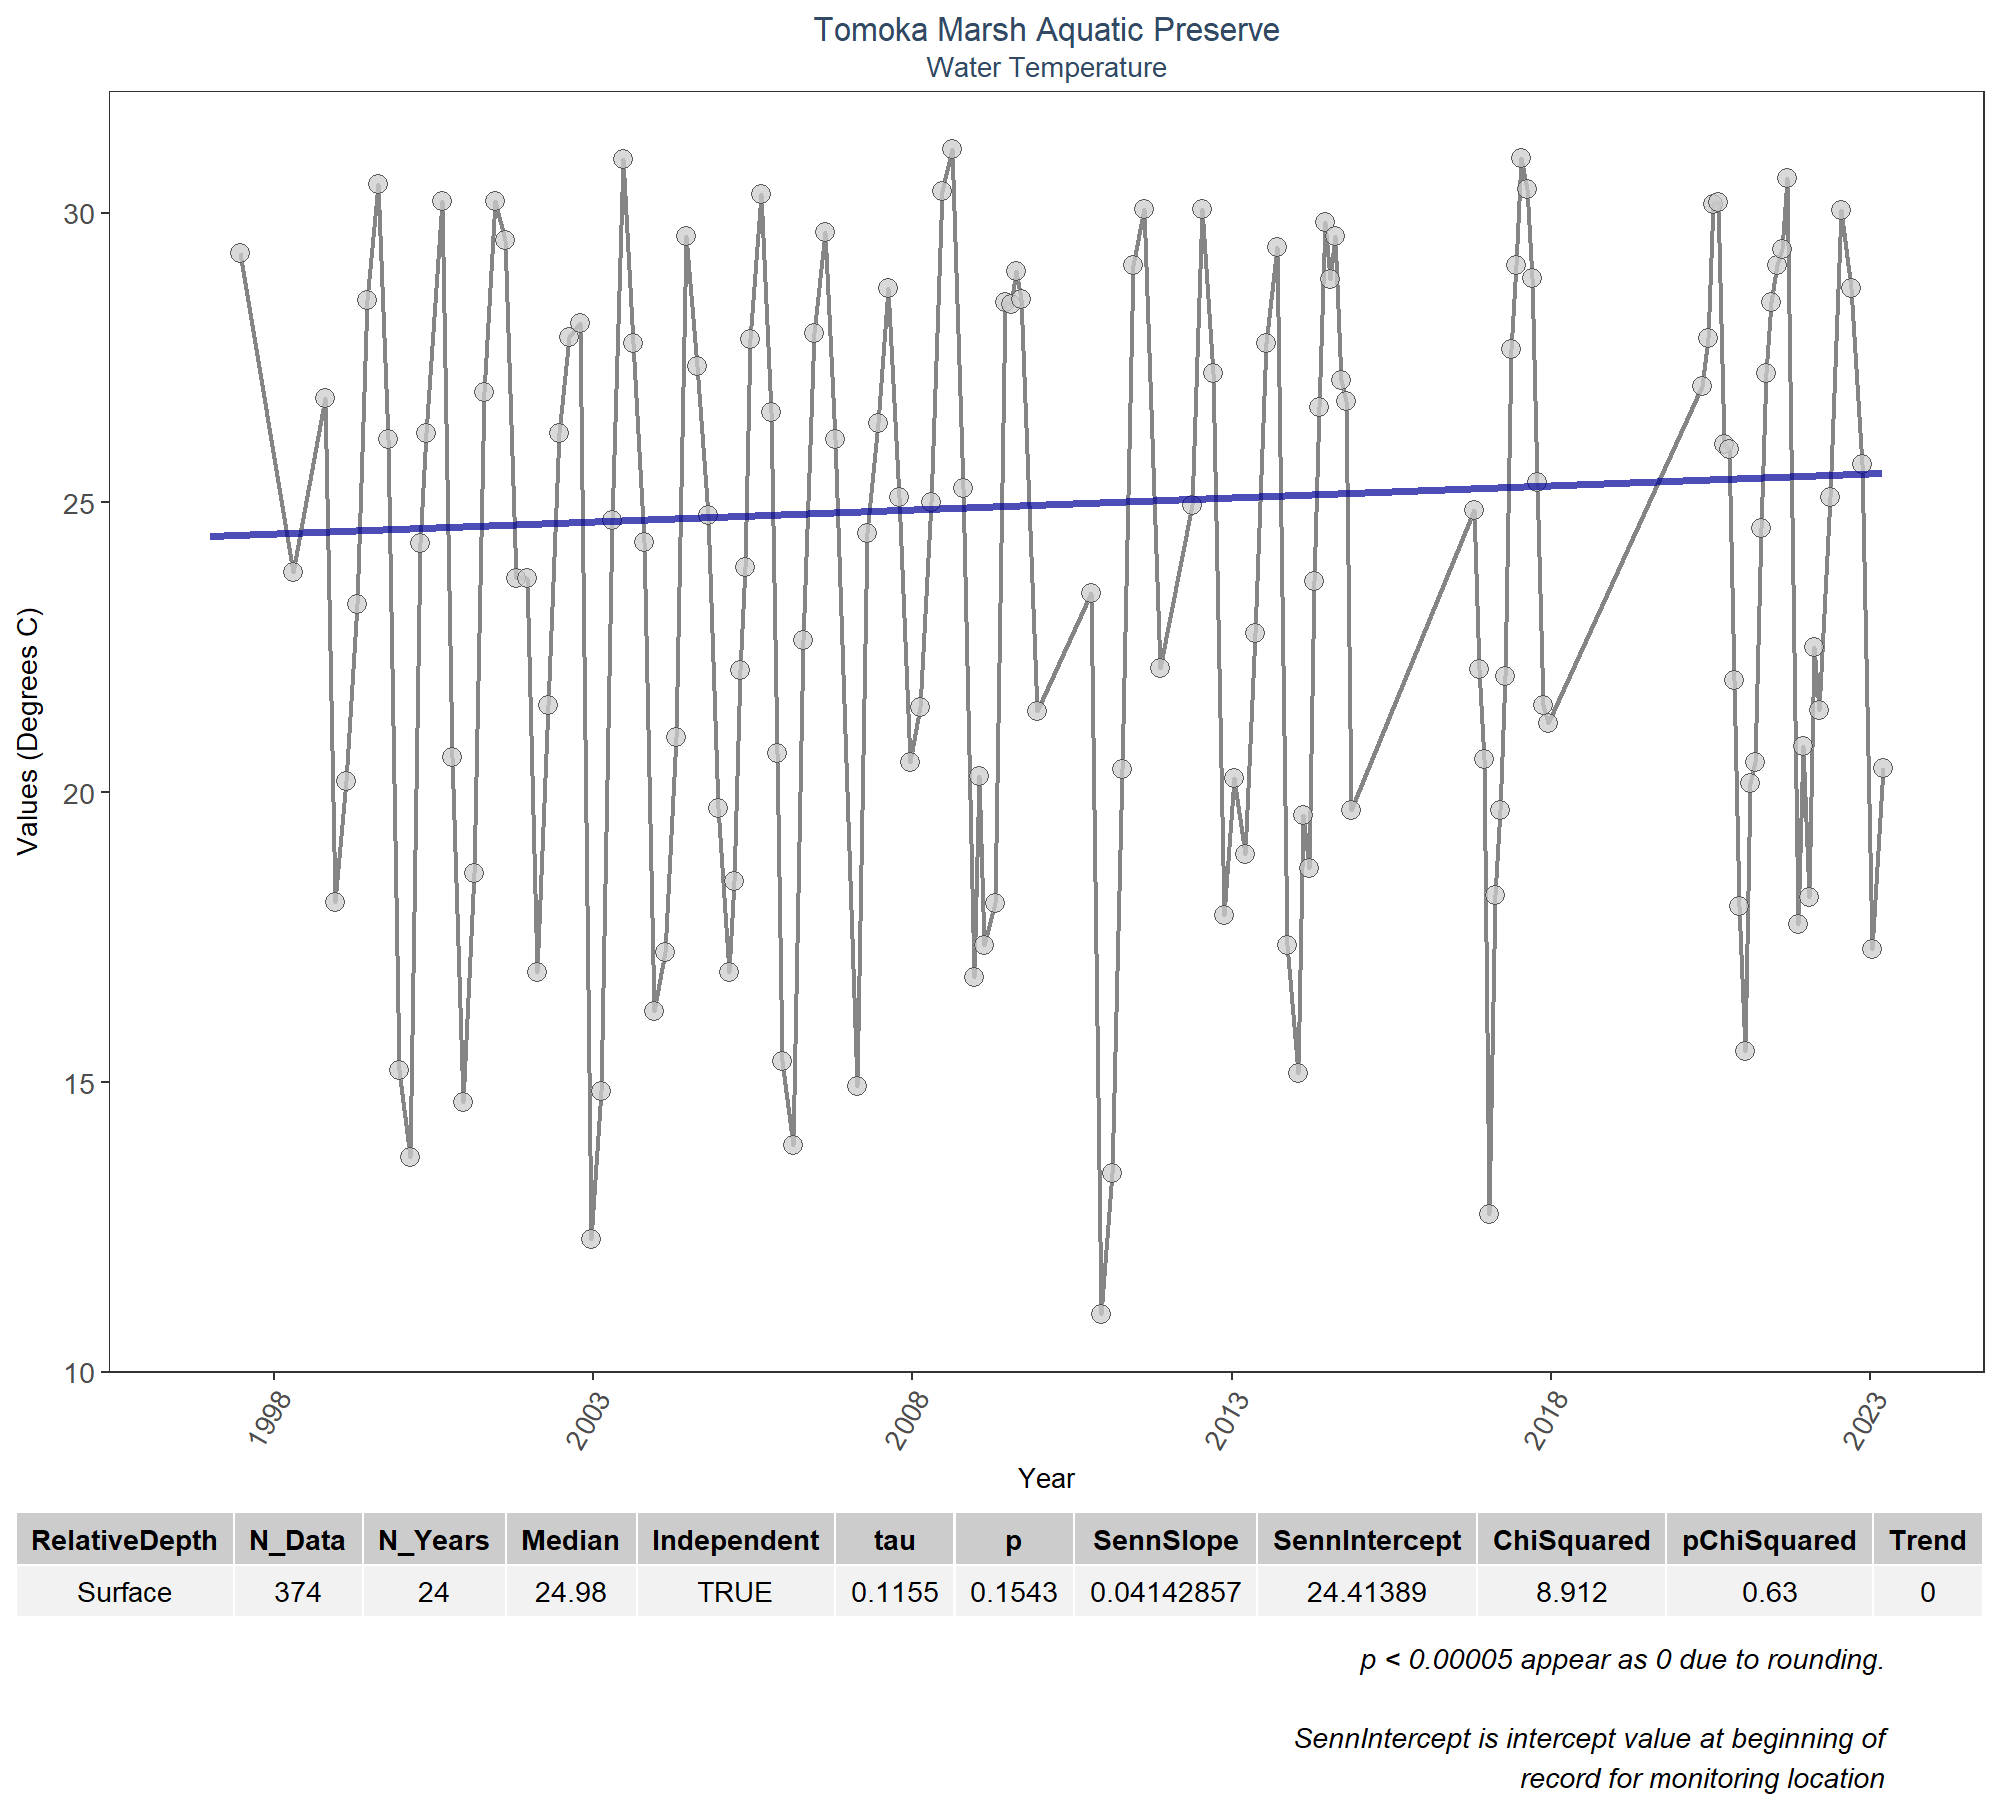 Tomoka Marsh Aquatic Preserve
Water Temperature
Values (Degrees C)
30
25
20
15
10
1998
2003
2008
2013
2018
2023
Year
RelativeDepth N_Data N_Years Median Independent tau p SennSlope SennIntercept ChiSquared pChiSquared Trend
Surface 374 24 24.98 TRUE 0.1155 0.1543 0.04142857 24.41389 8.912 0.63 0
p < 0.00005 appear as 0 due to rounding.
SennIntercept is intercept value at beginning of
record for monitoring location